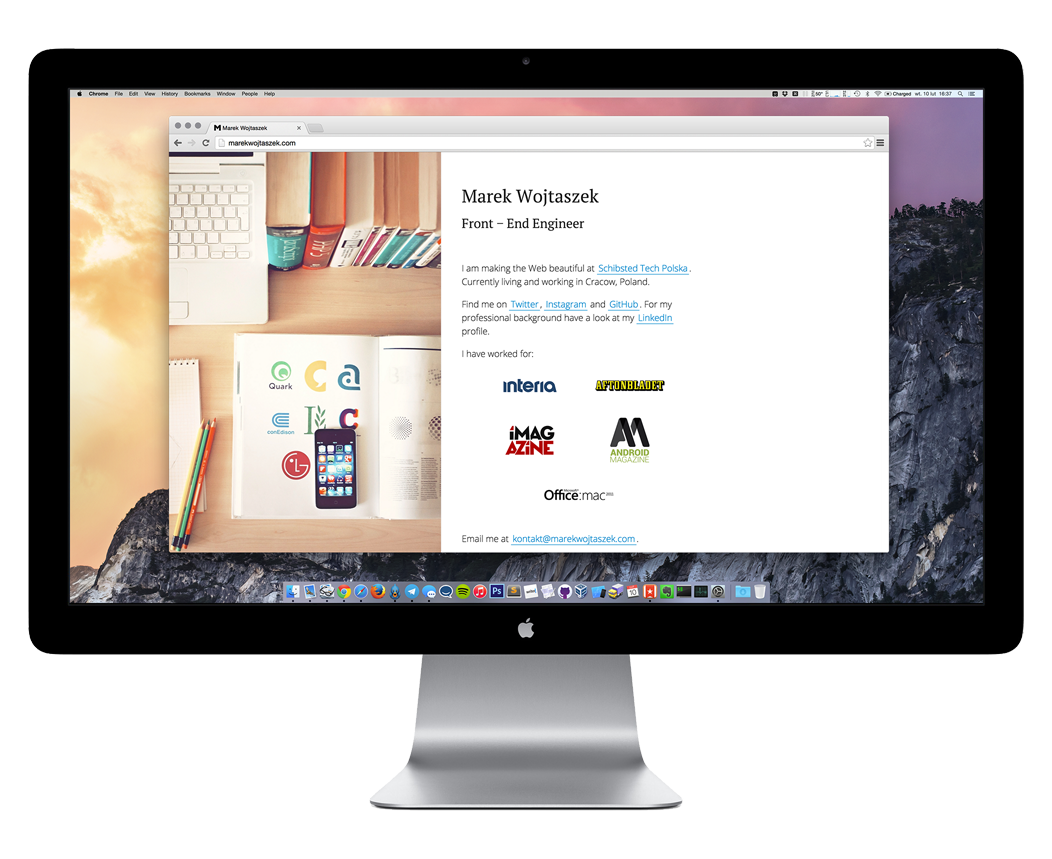 Chrome File Edit View History Bookmarks Window People Help
50° Charged wt. 10 lut 16:37
Marek Wojtaszek
marekwojtaszek.com
Marek Wojtaszek
Front – End Engineer
I am making the Web beautiful at Schibsted Tech Polska.
Currently living and working in Cracow, Poland.
Find me on Twitter, Instagram and GitHub. For my
professional background have a look at my LinkedIn
profile.
I have worked for:
interia AFTONBLADET
iMAG
AZiNE
ANDROID
MAGAZINE
Microsoft
Office:mac 2011
Email me at kontakt@marekwojtaszek.com.
Quark
conEdison
LG
Ps